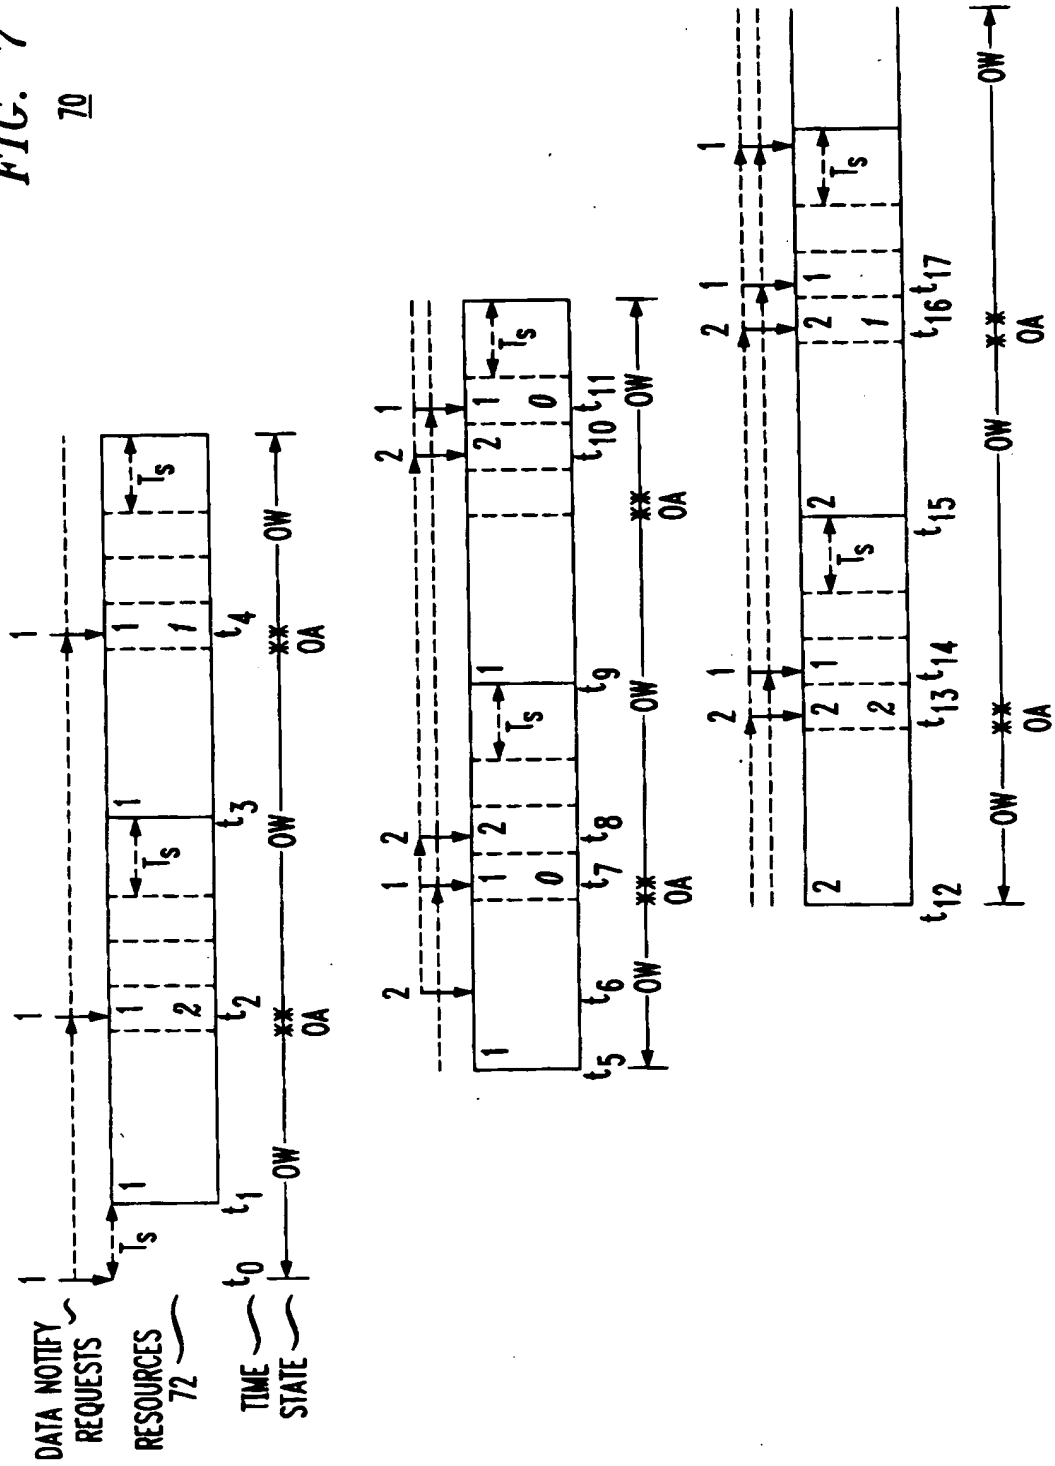 FIG. 7
70
DATA NOTIFY
REQUESTS
1 1 1
RESOURCES
72
1 1 1 1
Ts Ts Ts
2 1
TIME
t0 t1 t2 t3 t4
STATE
OW OW OW
OA OA
2 1 2 2 1
1 1 2 1 2 1
Ts Ts
0 0
t5 t6 t7 t8 t9 t10 t11
OW OW OW
OA OA
2 1 2 1 1
2 2 1 2 2 1
Ts Ts
2 1
t12 t13 t14 t15 t16 t17
OW OW OW
OA OA